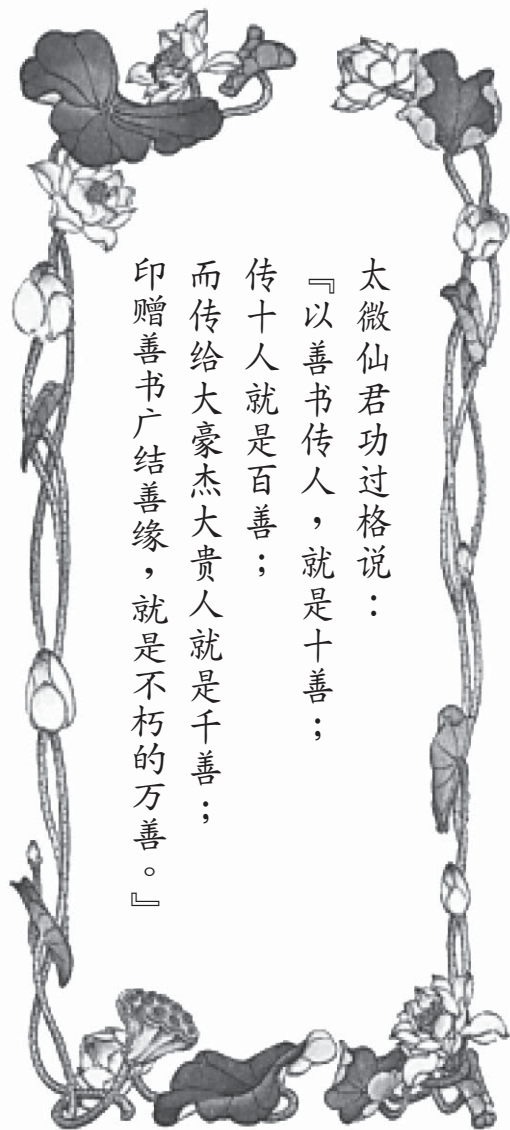 太微仙君功过格说：
『以善书传人，就是十善；
传十人就是百善；
而传给大豪杰大贵人就是千善；
印赠善书广结善缘，就是不朽的万善。』